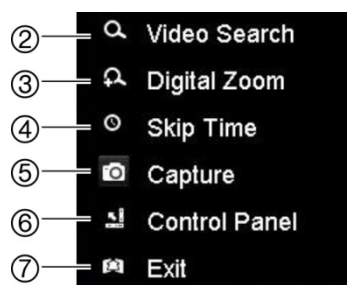 ② Video Search
③ Digital Zoom
④ Skip Time
⑤ Capture
⑥ Control Panel
⑦ Exit